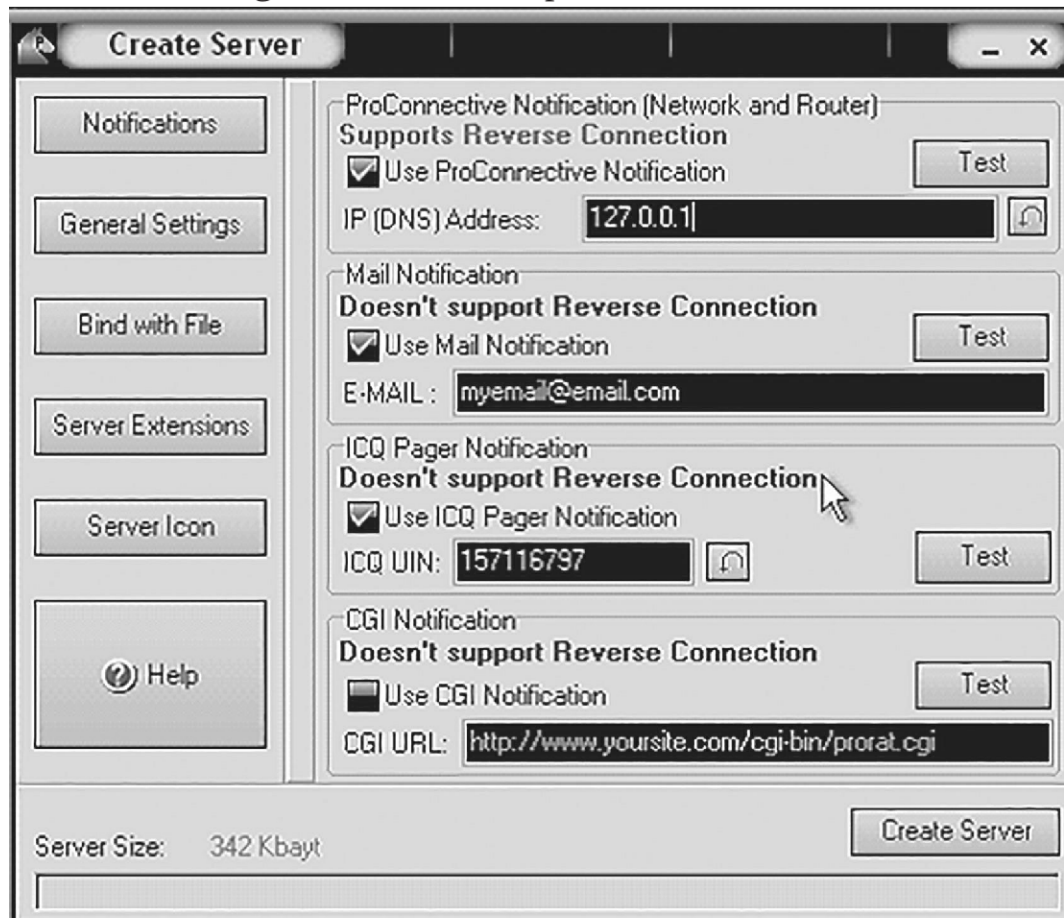 Create Server
Notifications
General Settings
Bind with File
Server Extensions
Server Icon
Help
ProConnective Notification (Network and Router)
Supports Reverse Connection
Use ProConnective Notification
Test
IP (DNS) Address: 127.0.0.1
Mail Notification
Doesn't support Reverse Connection
Use Mail Notification
Test
E-MAIL : myemail@email.com
ICQ Pager Notification
Doesn't support Reverse Connection
Use ICQ Pager Notification
ICQ UIN: 157116797
Test
CGI Notification
Doesn't support Reverse Connection
Use CGI Notification
Test
CGI URL: http://www.yoursite.com/cgi-bin/prorat.cgi
Server Size: 342 Kbayt
Create Server